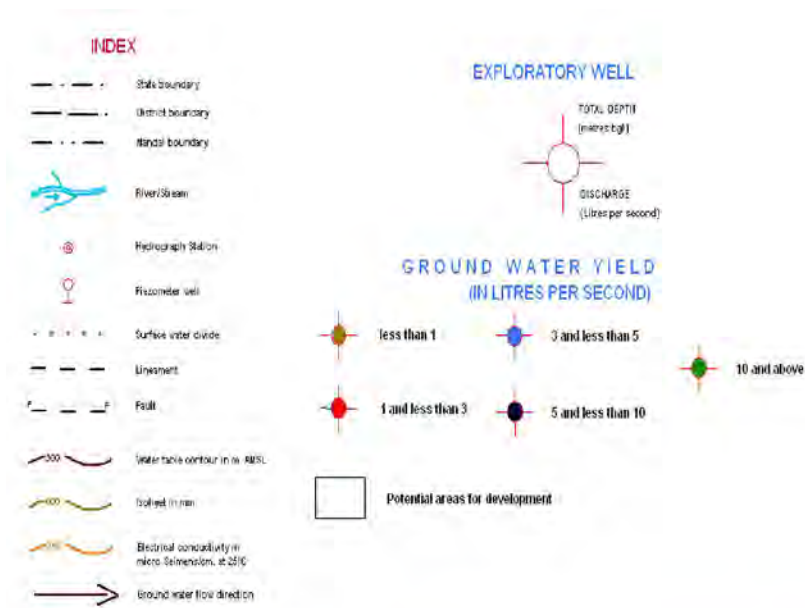 INDEX
State boundary
District boundary
Mandal boundary
River/Stream
Hydrograph Station
Piezometer well
Surface water divide
Lineament
Fault
F F
300
Water table contour in m. AMSL
Isohyet in mm
Electrical conductivity in
micro Seimens/cm. at 25°C
Ground water flow direction
EXPLORATORY WELL
TOTAL DEPTH
(metres bgl)
DISCHARGE
(Litres per second)
GROUND WATER YIELD
(IN LITRES PER SECOND)
less than 1
3 and less than 5
10 and above
1 and less than 3
5 and less than 10
Potential areas for development